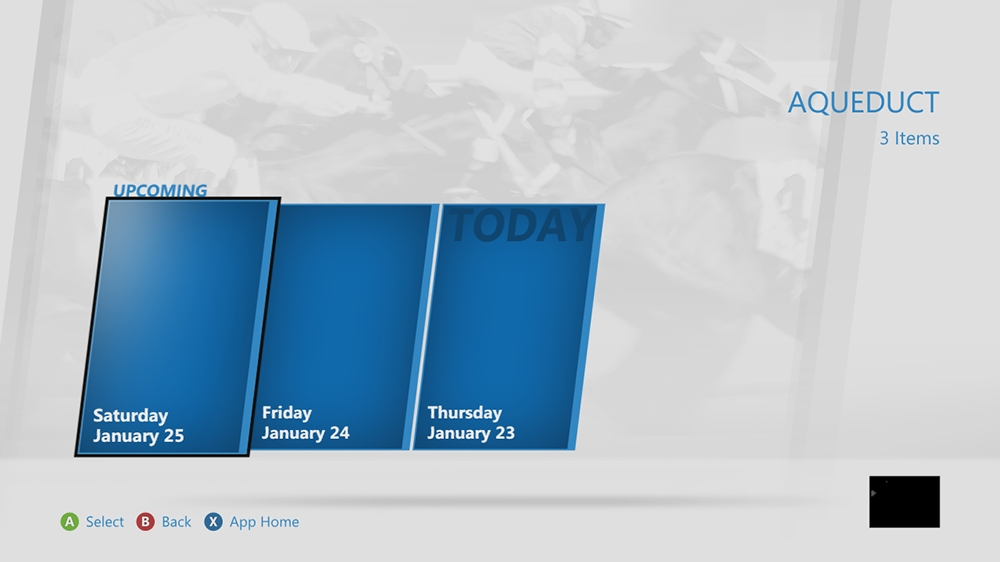 AQUEDUCT
3 Items
UPCOMING
TODAY
Saturday
January 25
Friday
January 24
Thursday
January 23
A Select B Back X App Home